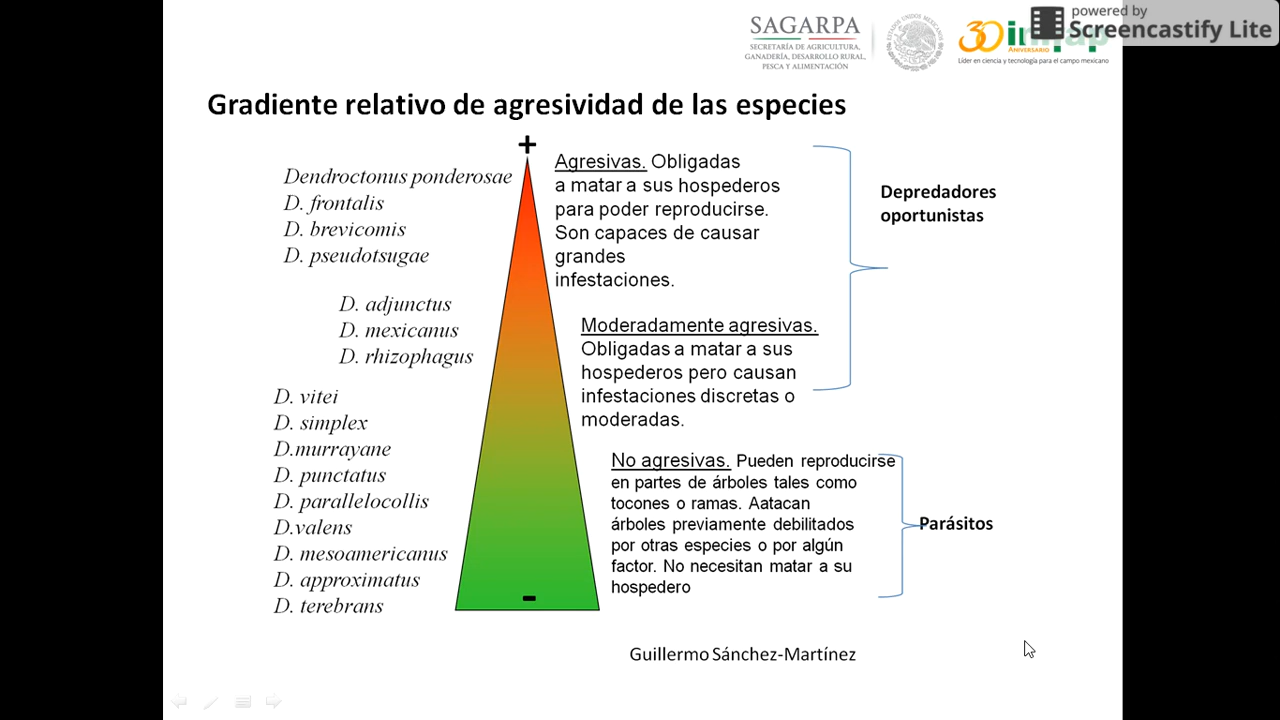 powered by
Screencastify Lite
SAGARPA
SECRETARÍA DE AGRICULTURA,
GANADERÍA, DESARROLLO RURAL,
PESCA Y ALIMENTACIÓN
30
ANIVERSARIO
Líder en ciencia y tecnología para el campo mexicano
Gradiente relativo de agresividad de las especies
+
Dendroctonus ponderosae
D. frontalis
D. brevicomis
D. pseudotsugae
D. adjunctus
D. mexicanus
D. rhizophagus
D. vitei
D. simplex
D.murrayane
D. punctatus
D. parallelocollis
D.valens
D. mesoamericanus
D. approximatus
D. terebrans
-
Agresivas. Obligadas
a matar a sus hospederos
para poder reproducirse.
Son capaces de causar
grandes
infestaciones.
Moderadamente agresivas.
Obligadas a matar a sus
hospederos pero causan
infestaciones discretas o
moderadas.
No agresivas. Pueden reproducirse
en partes de árboles tales como
tocones o ramas. Aatacan
árboles previamente debilitados
por otras especies o por algún
factor. No necesitan matar a su
hospedero
Depredadores
oportunistas
Parásitos
Guillermo Sánchez-Martínez